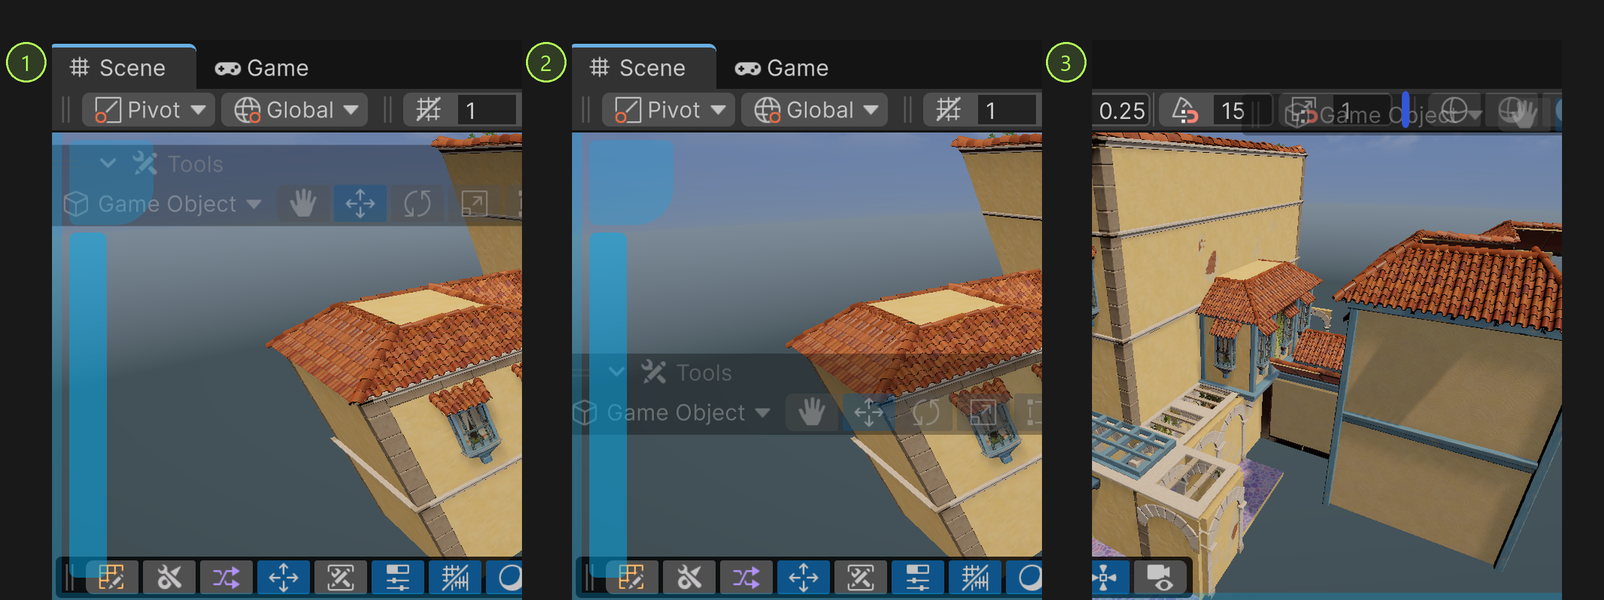 1
Scene
Game
Pivot
Global
1
Tools
Game Object
2
Scene
Game
Pivot
Global
1
Tools
Game Object
3
0.25
15
1
Game Object